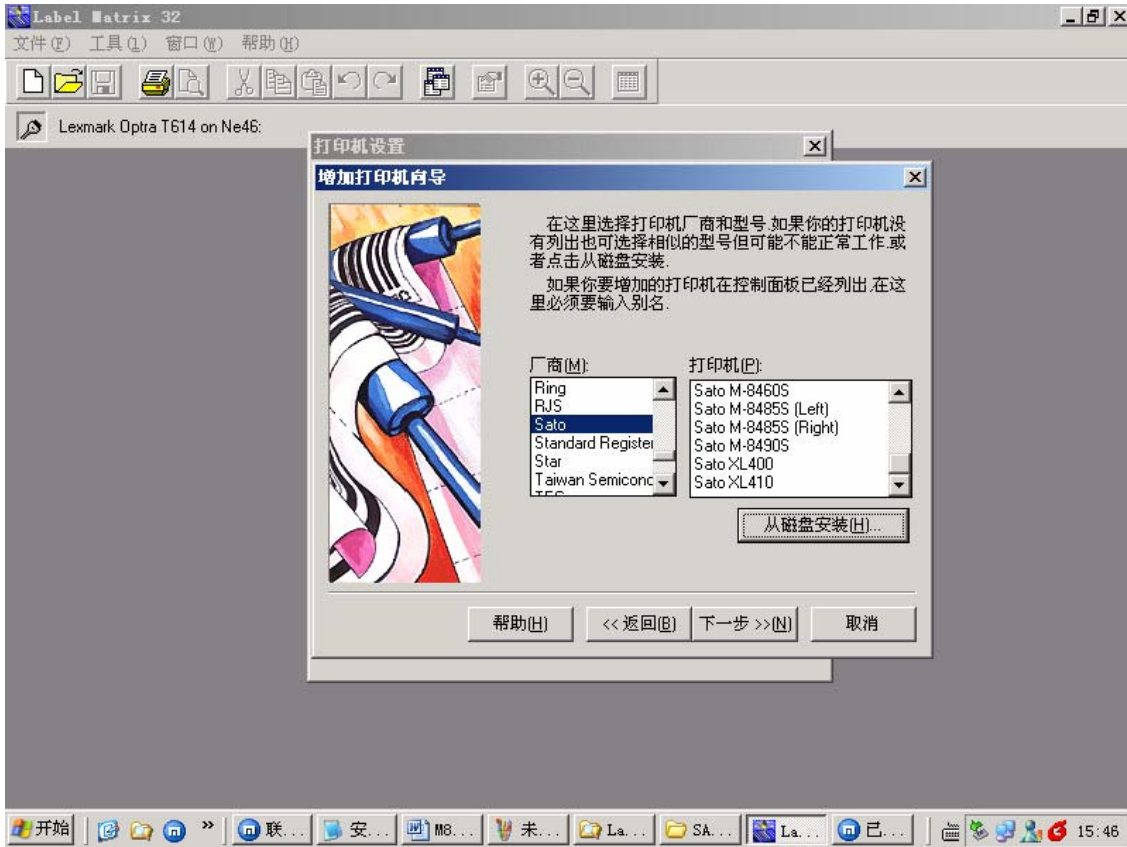 Label Matrix 32
文件(F) 工具(L) 窗口(W) 帮助(H)
Lexmark Optra T614 on Ne46:
打印机设置
增加打印机向导
在这里选择打印机厂商和型号.如果你的打印机没
有列出也可选择相似的型号但可能不能正常工作.或
者点击从磁盘安装.
如果你要增加的打印机在控制面板已经列出.在这
里必须要输入别名.
厂商(M):
Ring
RJS
Sato
Standard Register
Star
Taiwan Semiconc
打印机(P):
Sato M-8460S
Sato M-8485S (Left)
Sato M-8485S (Right)
Sato M-8490S
Sato XL400
Sato XL410
从磁盘安装(H)...
帮助(H) << 返回(B) 下一步 >>(N) 取消
开始 » 联... 安... M8... 未... La... SA... La... 已... 15:46